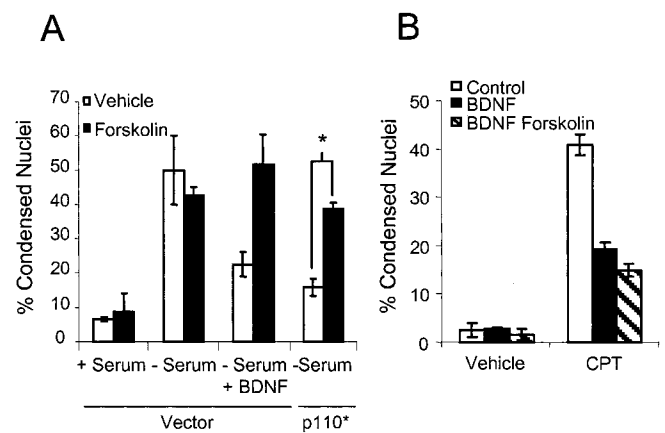 A
Vehicle
Forskolin
% Condensed Nuclei
70
60
50
40
30
20
10
0
*
+ Serum
- Serum
- Serum
+ BDNF
-Serum
Vector
p110*
B
Control
BDNF
BDNF Forskolin
% Condensed Nuclei
50
40
30
20
10
0
Vehicle
CPT